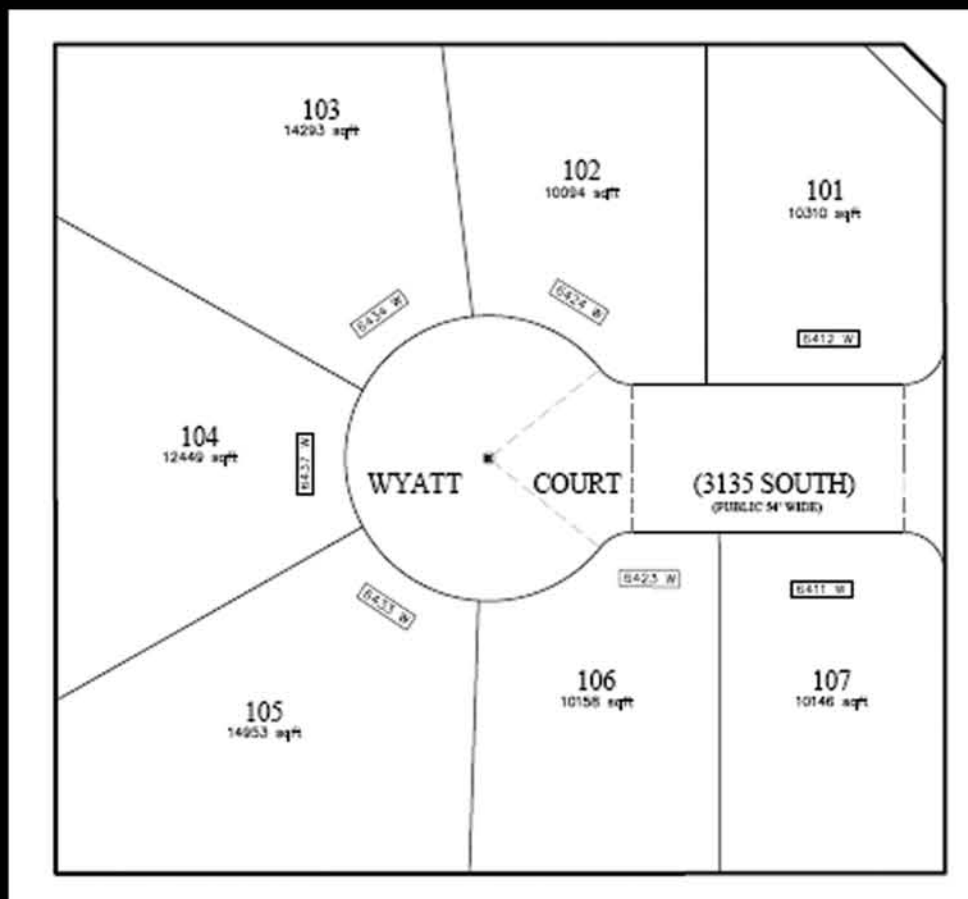 103
14293 sqft
102
10094 sqft
101
10310 sqft
6434 W
6424 W
6412 W
104
12449 sqft
6437 W
WYATT COURT (3135 SOUTH)
(PUBLIC 54' WIDE)
6433 W
6423 W
6411 W
105
14953 sqft
106
10158 sqft
107
10146 sqft